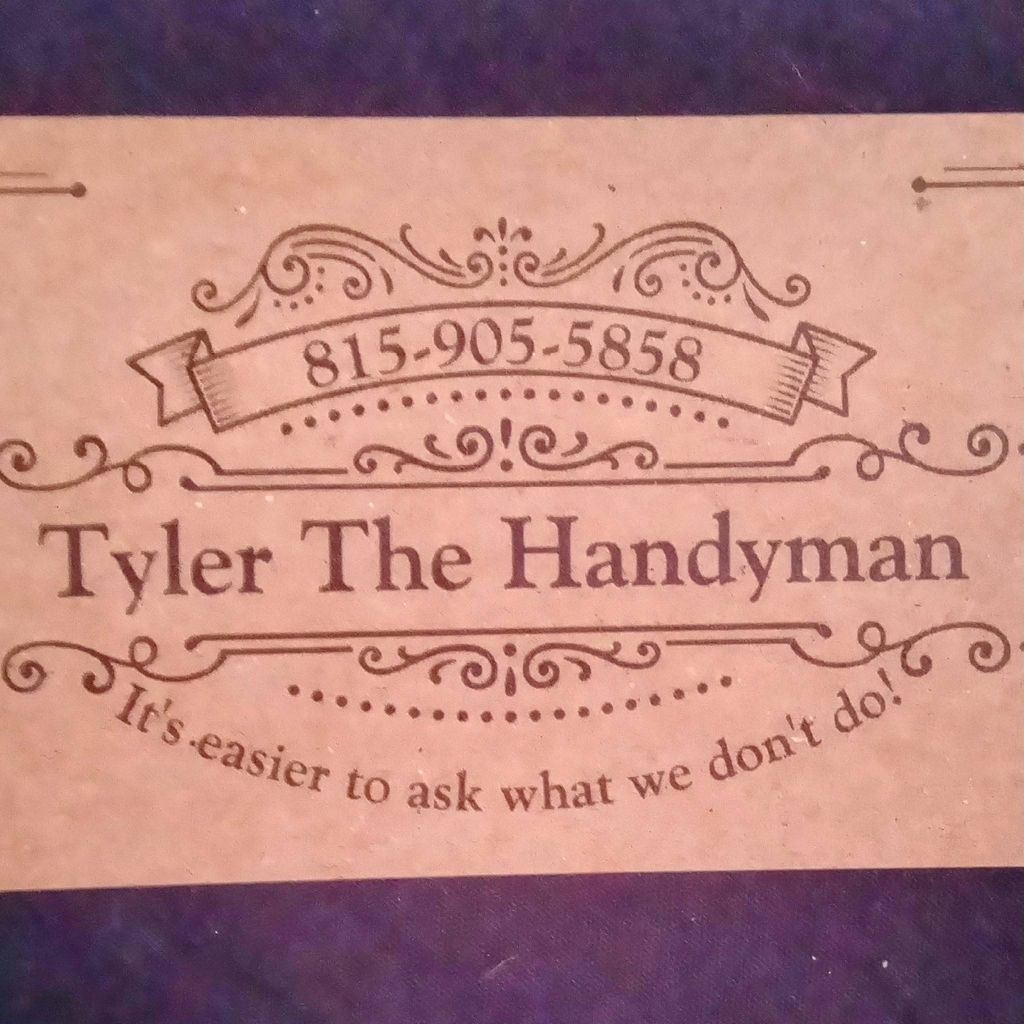 815-905-5858
Tyler The Handyman
It's easier to ask what we don't do!